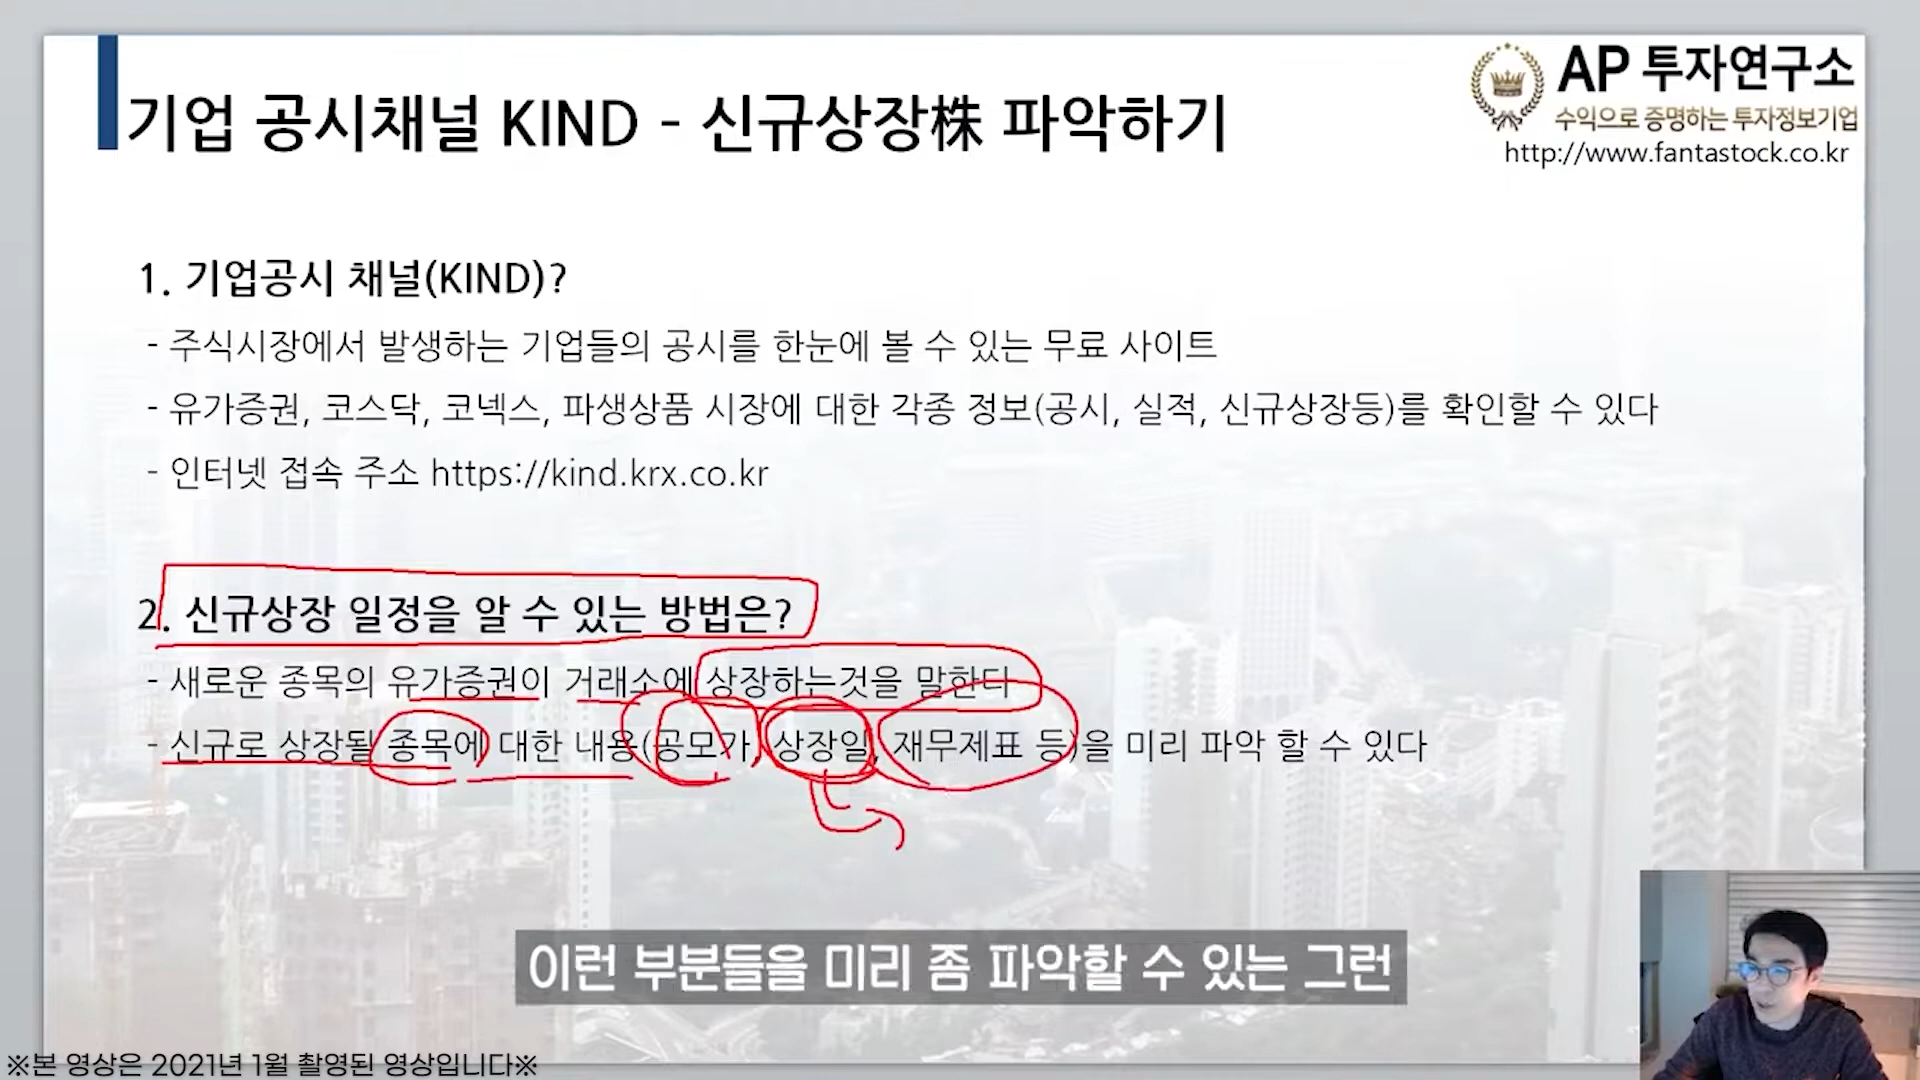 AP 투자연구소
수익으로 증명하는 투자정보기업
http://www.fantastock.co.kr
기업 공시채널 KIND - 신규상장株 파악하기
1. 기업공시 채널(KIND)?
- 주식시장에서 발생하는 기업들의 공시를 한눈에 볼 수 있는 무료 사이트
- 유가증권, 코스닥, 코넥스, 파생상품 시장에 대한 각종 정보(공시, 실적, 신규상장등)를 확인할 수 있다
- 인터넷 접속 주소 https://kind.krx.co.kr
2. 신규상장 일정을 알 수 있는 방법은?
- 새로운 종목의 유가증권이 거래소에 상장하는것을 말한다
- 신규로 상장될 종목에 대한 내용(공모가, 상장일, 재무제표 등)을 미리 파악 할 수 있다
이런 부분들을 미리 좀 파악할 수 있는 그런
※본 영상은 2021년 1월 촬영된 영상입니다※